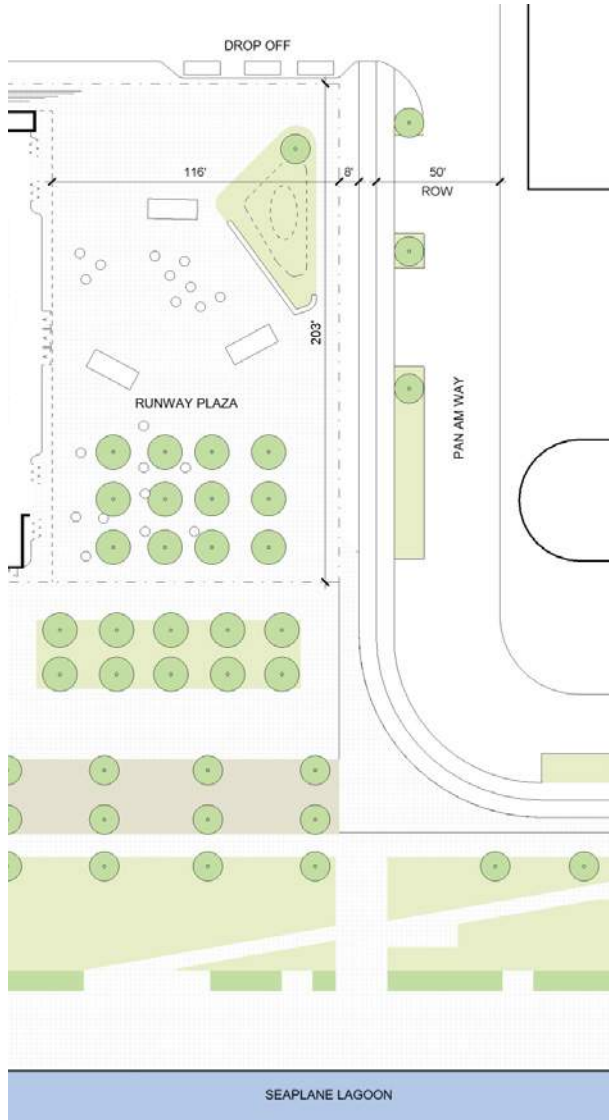 DROP OFF
116'
8'
50'
ROW
203'
PAN AM WAY
RUNWAY PLAZA
SEAPLANE LAGOON